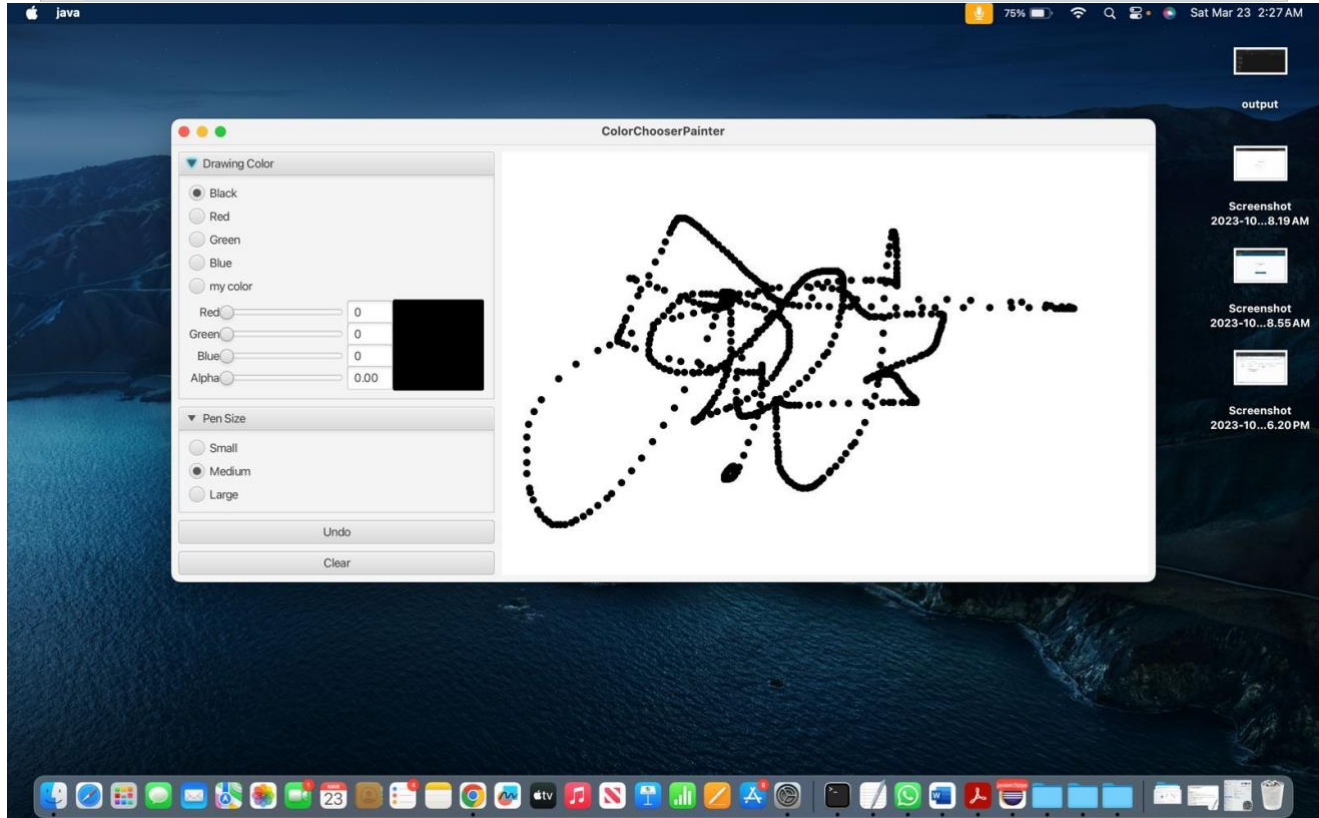 java
75%
Sat Mar 23 2:27 AM
output
Screenshot
2023-10...8.19 AM
Screenshot
2023-10...8.55 AM
Screenshot
2023-10...6.20 PM
ColorChooserPainter
Drawing Color
Black
Red
Green
Blue
my color
Red 0
Green 0
Blue 0
Alpha 0.00
Pen Size
Small
Medium
Large
Undo
Clear
23
tv